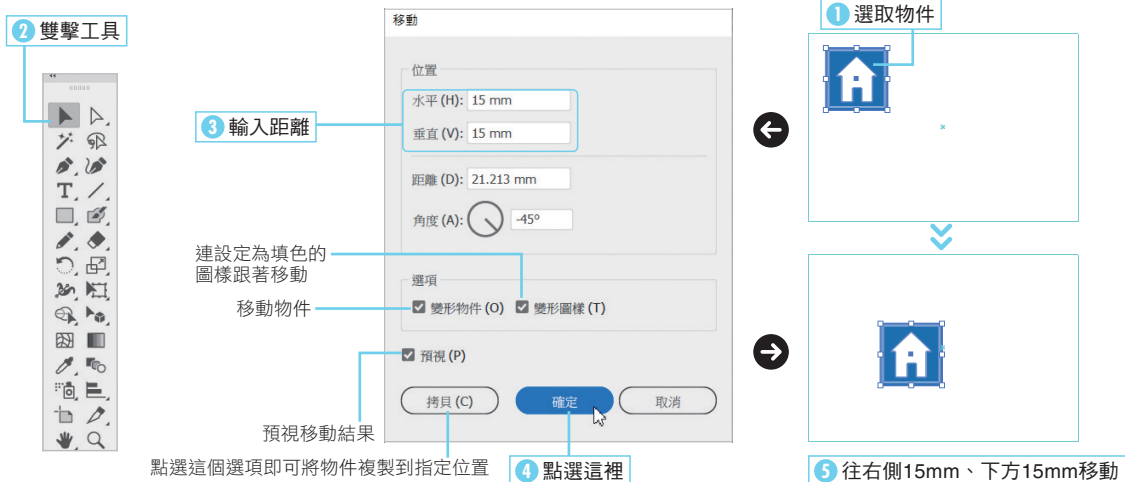 ❷ 雙擊工具
移動
位置
水平 (H): 15 mm
垂直 (V): 15 mm
❸ 輸入距離
距離 (D): 21.213 mm
角度 (A): -45°
連設定為填色的
圖樣跟著移動
移動物件
選項
變形物件 (O) 變形圖樣 (T)
預視 (P)
拷貝 (C) 確定 取消
預視移動結果
點選這個選項即可將物件複製到指定位置
❹ 點選這裡
❶ 選取物件
❺ 往右側15mm、下方15mm移動